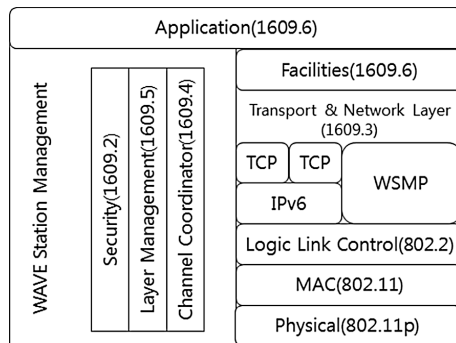 Application(1609.6)
WAVE Station Management
Security(1609.2)
Layer Management(1609.5)
Channel Coordinator(1609.4)
Facilities(1609.6)
Transport & Network Layer
(1609.3)
TCP
TCP
WSMP
IPv6
Logic Link Control(802.2)
MAC(802.11)
Physical(802.11p)